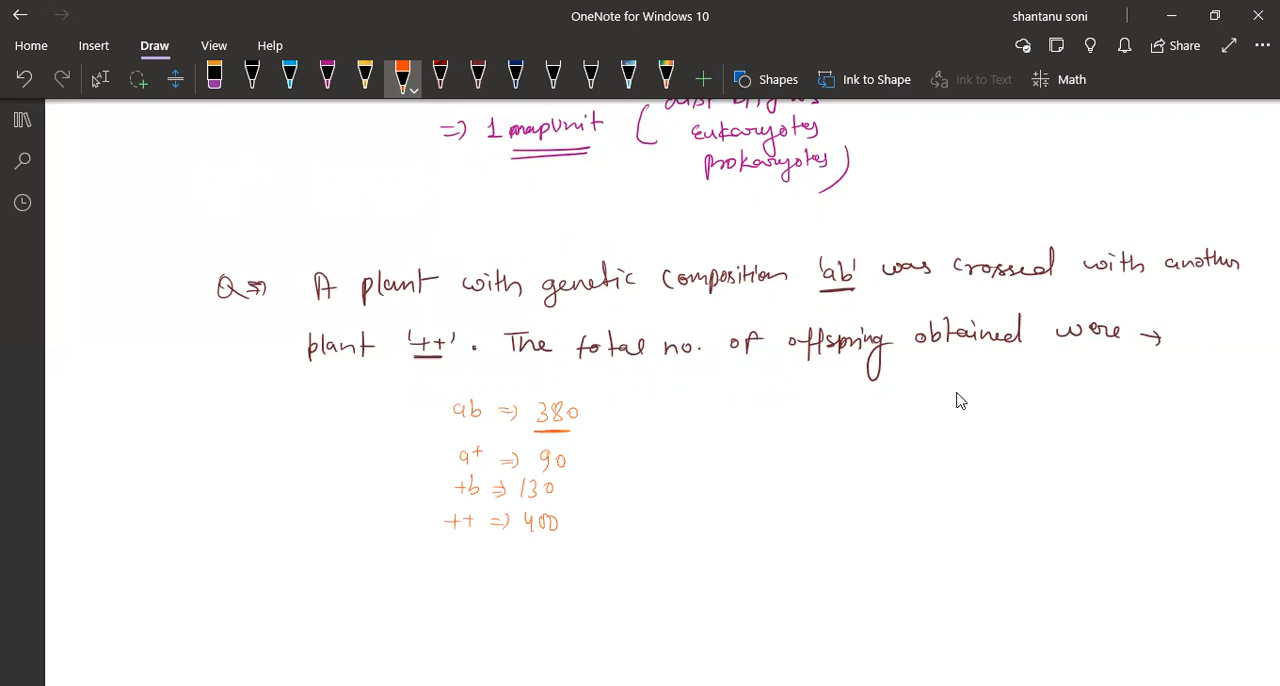 OneNote for Windows 10
shantanu soni
Home Insert Draw View Help
Share
Shapes Ink to Shape Ink to Text Math
=> 1 mapUnit ( Eukaryotes
Prokaryotes)
Q => A plant with genetic composition 'ab' was crossed with another
plant '++'. The total no. of offspring obtained were →
ab => 380
a+ => 90
+b => 130
++ => 400